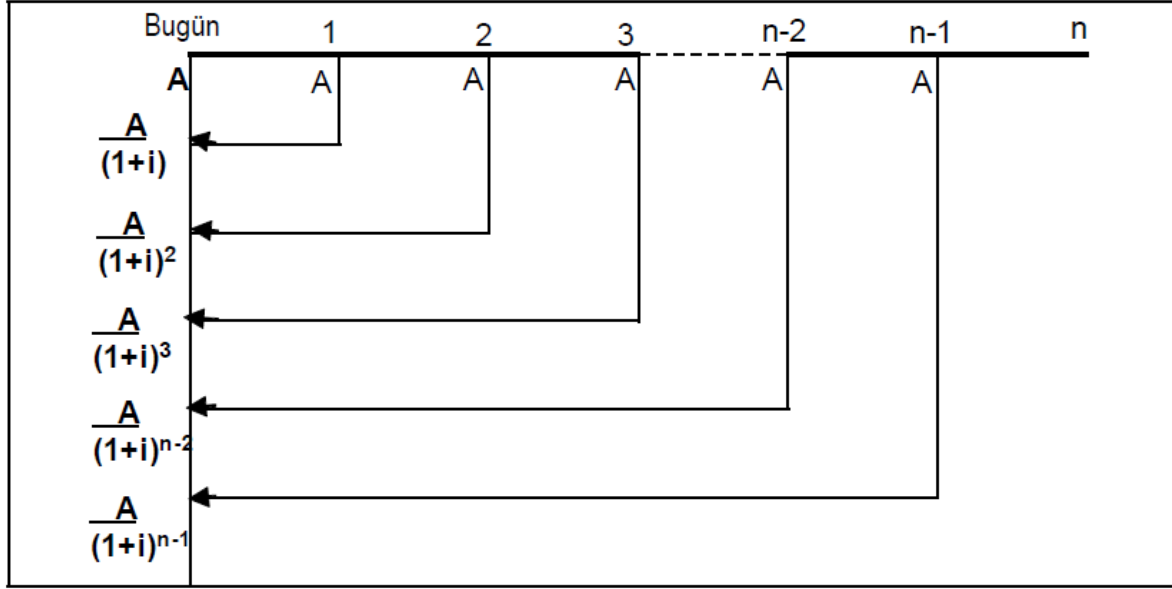 Bugün 1 2 3 n-2 n-1 n
A A A A A A
A
(1+i)
A
(1+i)²
A
(1+i)³
A
(1+i)ⁿ⁻²
A
(1+i)ⁿ⁻¹